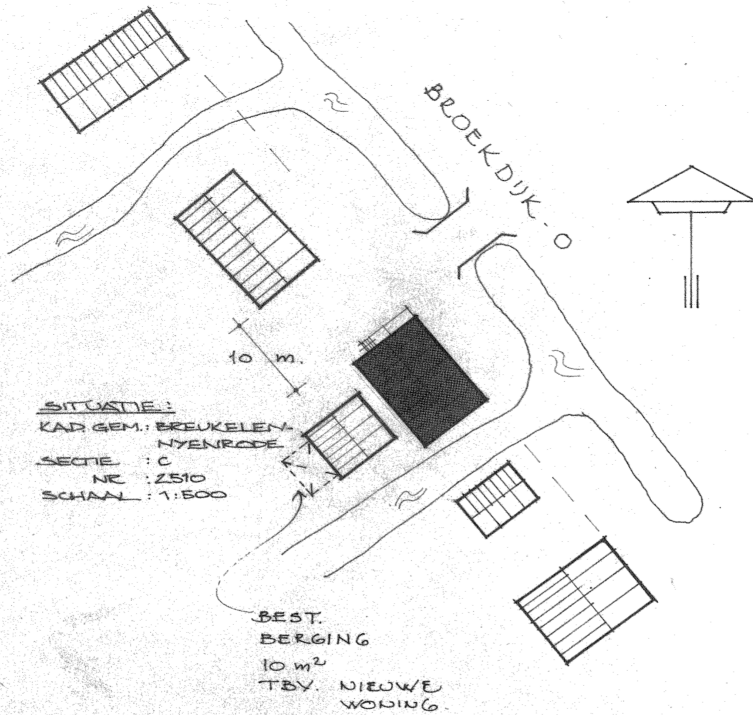 BROEKDIJK-O
10 m.
SITUATIE:
KAD. GEM.: BREUKELEN-
NYENRODE
SECTIE : C
NR : 2510
SCHAAL : 1:500
BEST.
BERGING
10 m²
TBV. NIEUWE
WONING.